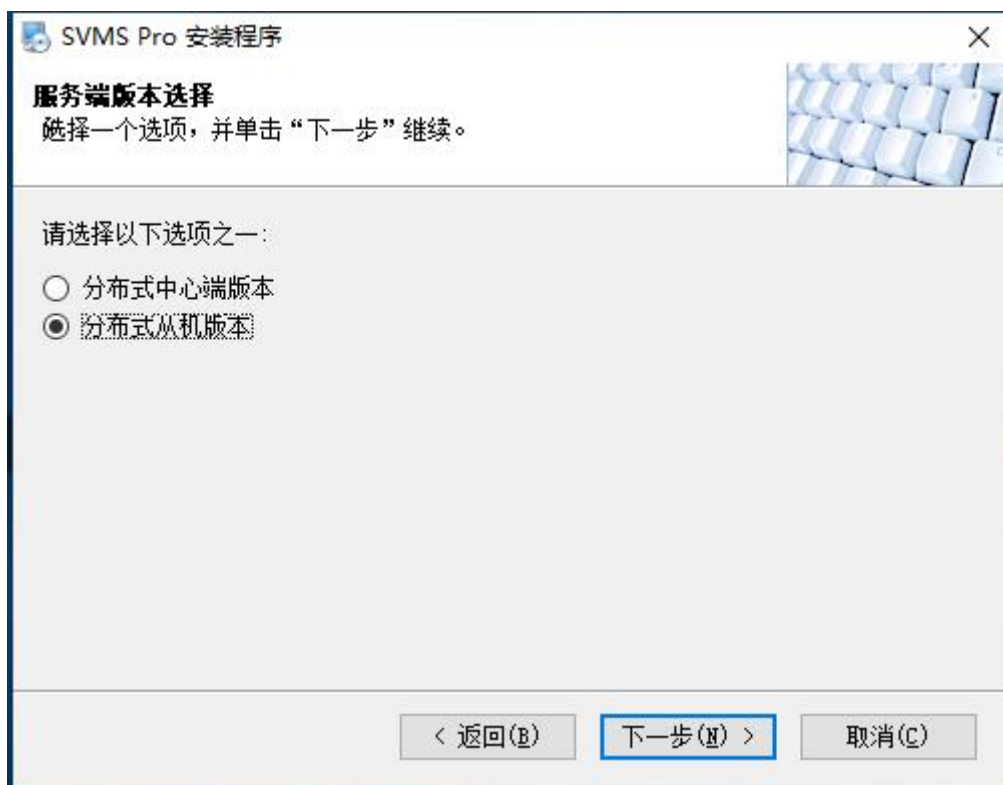 SVMS Pro 安装程序
服务端版本选择
选择一个选项，并单击“下一步”继续。
请选择以下选项之一:
分布式中心端版本
分布式从机版本
< 返回(B)
下一步(N) >
取消(C)